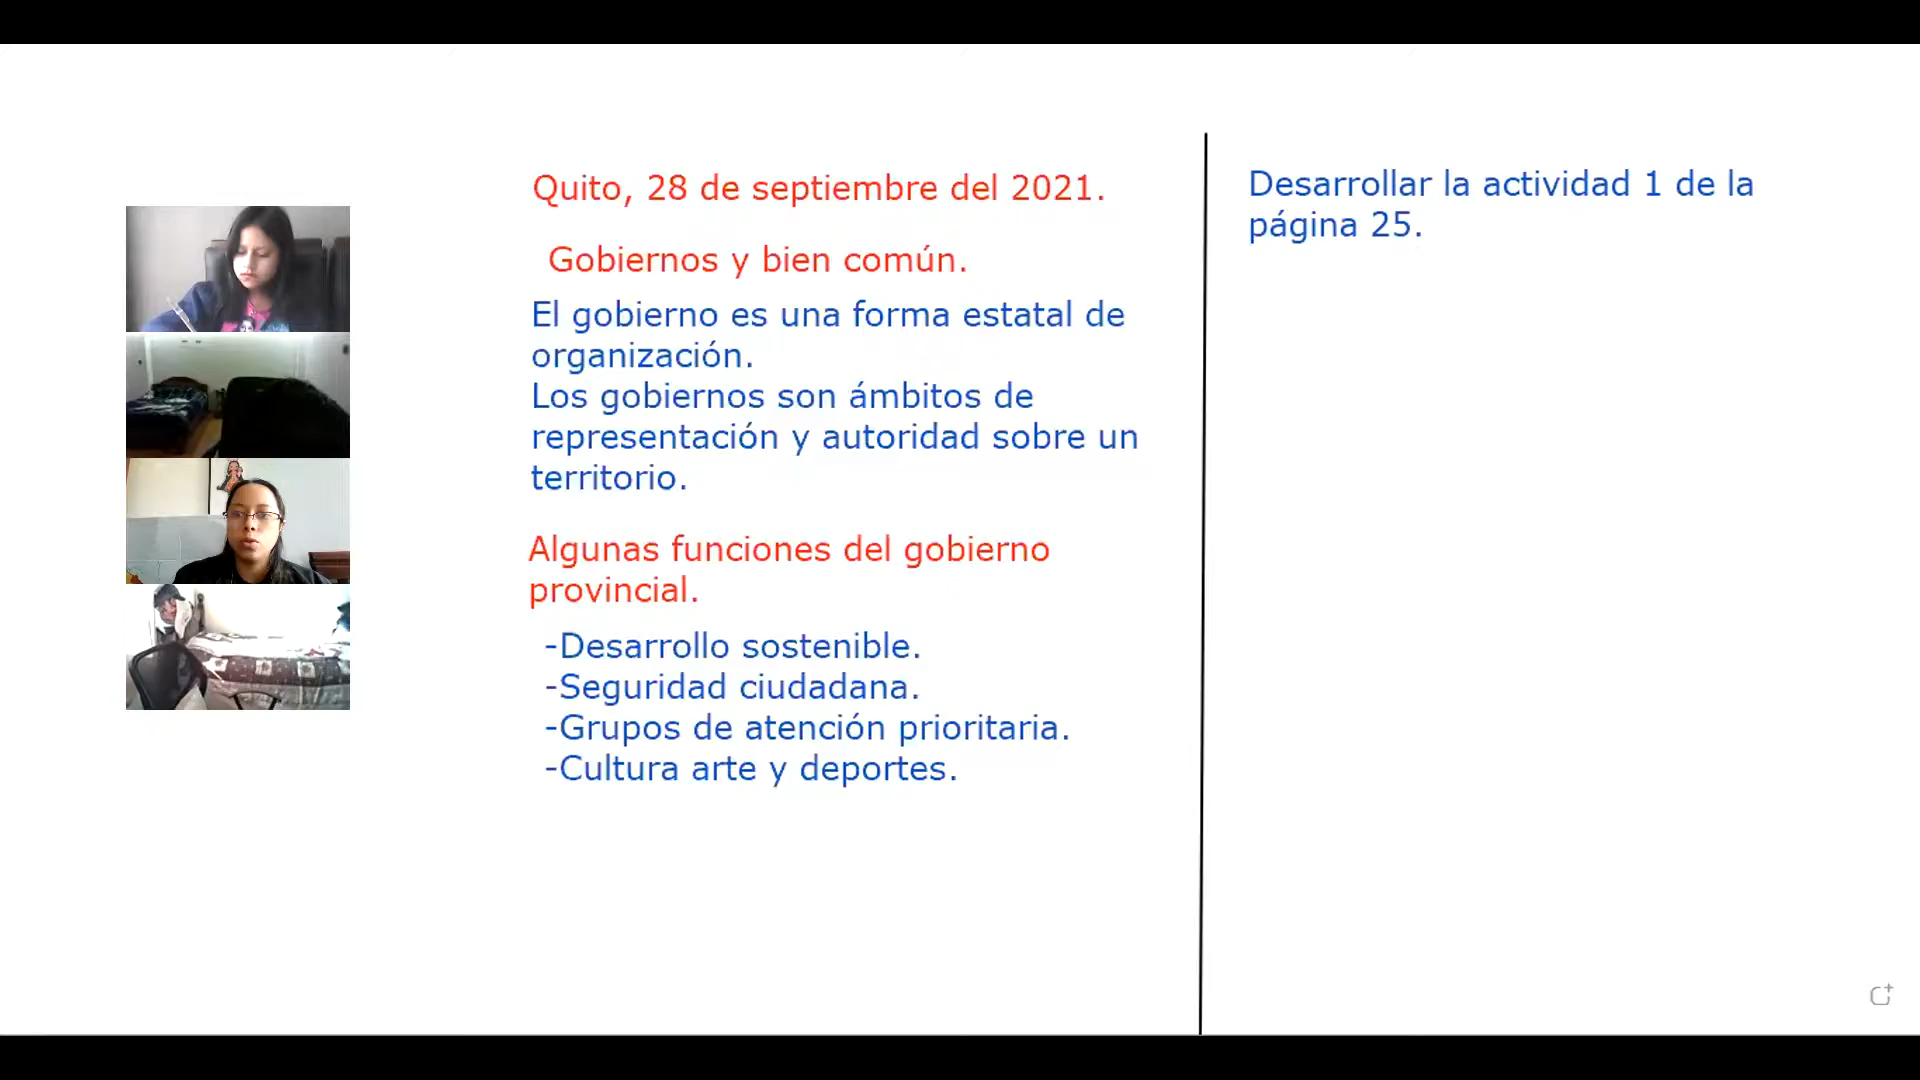 Quito, 28 de septiembre del 2021.
Gobiernos y bien común.
El gobierno es una forma estatal de
organización.
Los gobiernos son ámbitos de
representación y autoridad sobre un
territorio.
Algunas funciones del gobierno
provincial.
-Desarrollo sostenible.
-Seguridad ciudadana.
-Grupos de atención prioritaria.
-Cultura arte y deportes.
Desarrollar la actividad 1 de la
página 25.